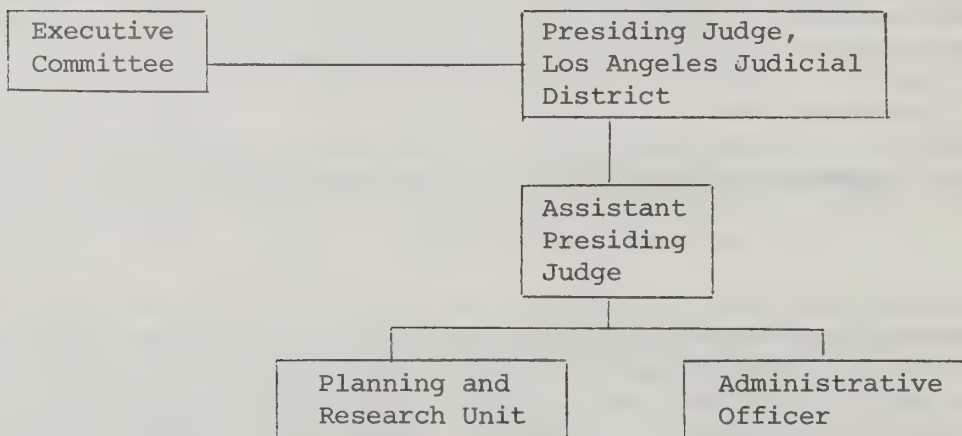 Executive
Committee
Presiding Judge,
Los Angeles Judicial
District
Assistant
Presiding
Judge
Planning and
Research Unit
Administrative
Officer